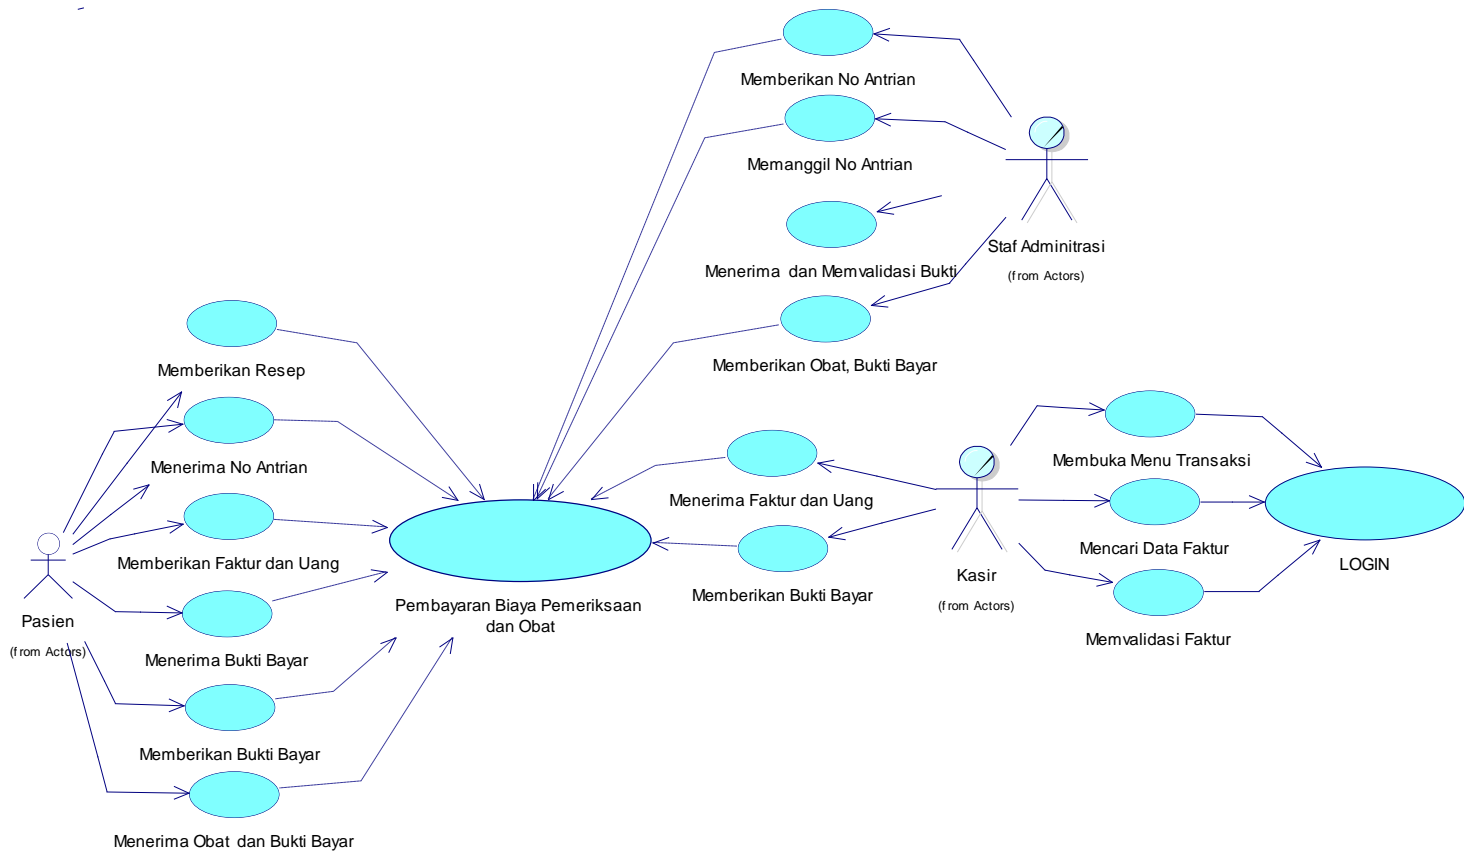 Memberikan No Antrian
Memanggil No Antrian
Staf Adminitrasi
(from Actors)
Menerima dan Memvalidasi Bukti
Memberikan Obat, Bukti Bayar
Memberikan Resep
Menerima No Antrian
Memberikan Faktur dan Uang
Pasien
(from Actors)
Menerima Bukti Bayar
Memberikan Bukti Bayar
Menerima Obat dan Bukti Bayar
Pembayaran Biaya Pemeriksaan
dan Obat
Menerima Faktur dan Uang
Memberikan Bukti Bayar
Kasir
(from Actors)
Membuka Menu Transaksi
Mencari Data Faktur
Memvalidasi Faktur
LOGIN